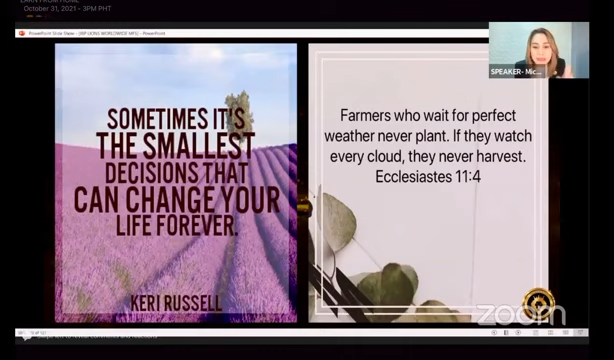 October 31, 2021 - 3PM PHT
SPEAKER- Mic...
SOMETIMES IT'S
THE SMALLEST
DECISIONS THAT
CAN CHANGE YOUR
LIFE FOREVER.
KERI RUSSELL
Farmers who wait for perfect
weather never plant. If they watch
every cloud, they never harvest.
Ecclesiastes 11:4
zoom